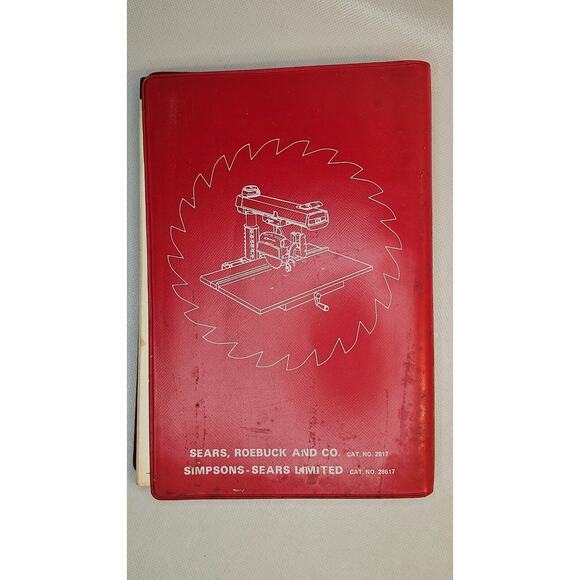 SEARS, ROEBUCK AND CO. CAT. NO. 2917
SIMPSONS-SEARS LIMITED CAT. NO. 28617